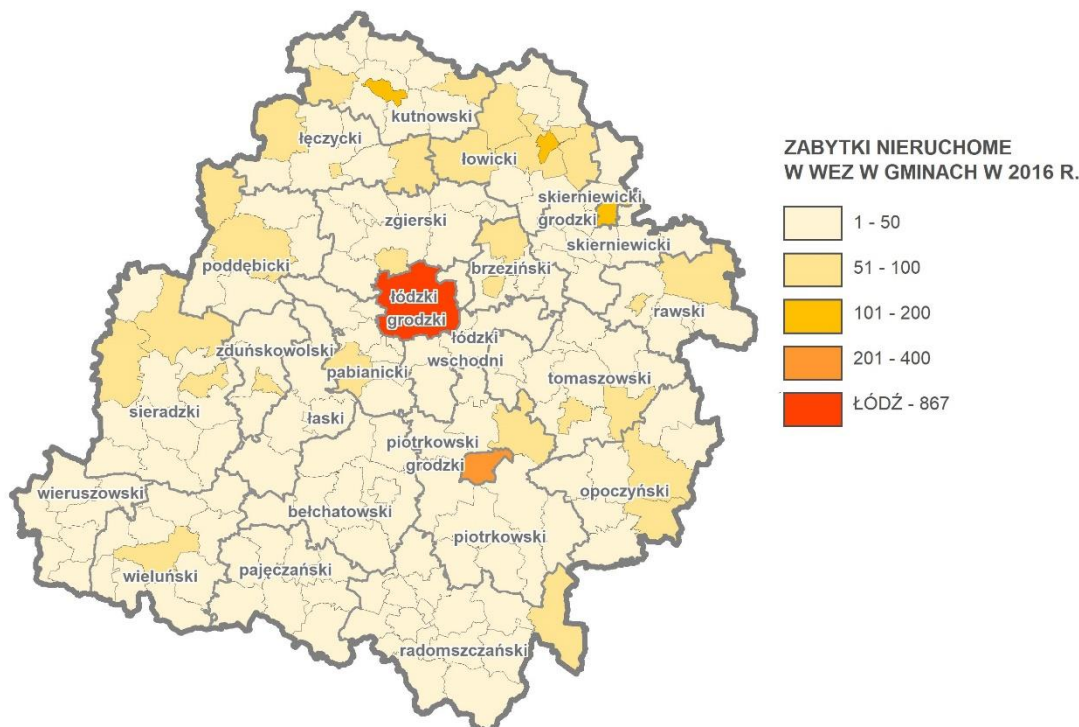 ZABYTKI NIERUCHOME
W WEZ W GMINACH W 2016 R.
1 - 50
51 - 100
101 - 200
201 - 400
ŁÓDŹ - 867
kutnowski
łęczycki
łowicki
skierniewicki
grodzki
skierniewicki
zgierski
brzeziński
poddębicki
łódzki
grodzki
rawski
łódzki
wschodni
zduńskowolski
pabianicki
tomaszowski
sieradzki
łaski
piotrkowski
grodzki
opoczyński
wieruszowski
bełchatowski
piotrkowski
wieluński
pajęczański
radomszczański